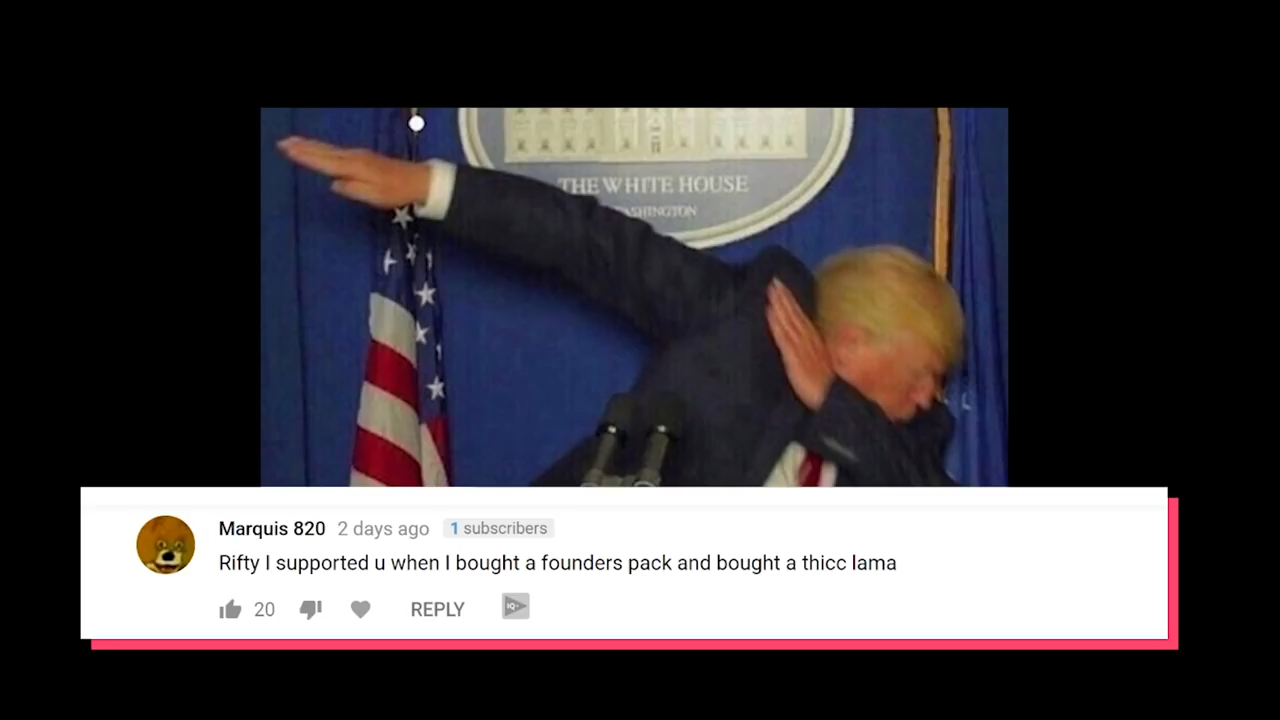 THE WHITE HOUSE
WASHINGTON
Marquis 820 2 days ago 1 subscribers
Rifty I supported u when I bought a founders pack and bought a thicc lama
20 REPLY IQ